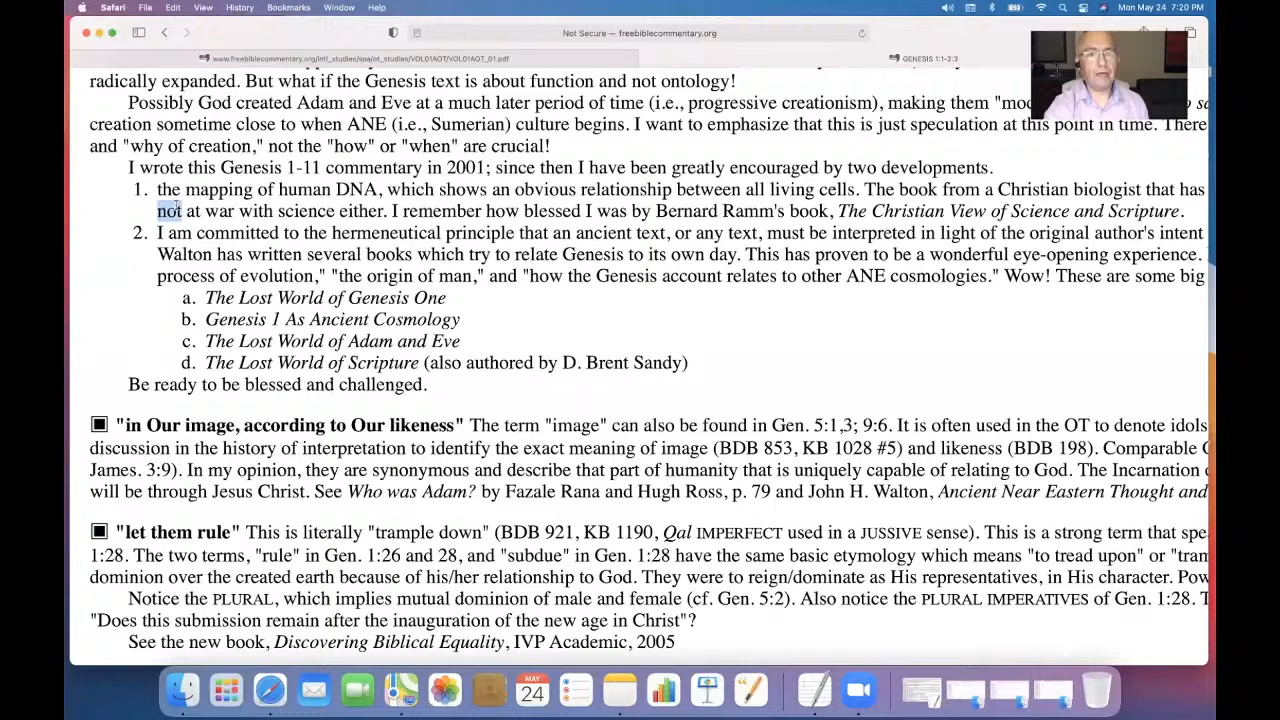 Safari File Edit View History Bookmarks Window Help Mon May 24 7:20 PM
Not Secure — freebiblecommentary.org
www.freebiblecommentary.org/intl_studies/spa/ot_studies/VOL01AOT/VOL01AOT_01.pdf GENESIS 1:1-2:3
radically expanded. But what if the Genesis text is about function and not ontology!
Possibly God created Adam and Eve at a much later period of time (i.e., progressive creationism), making them "mod
creation sometime close to when ANE (i.e., Sumerian) culture begins. I want to emphasize that this is just speculation at this point in time. There
and "why of creation," not the "how" or "when" are crucial!
I wrote this Genesis 1-11 commentary in 2001; since then I have been greatly encouraged by two developments.
1. the mapping of human DNA, which shows an obvious relationship between all living cells. The book from a Christian biologist that has
not at war with science either. I remember how blessed I was by Bernard Ramm's book, The Christian View of Science and Scripture.
2. I am committed to the hermeneutical principle that an ancient text, or any text, must be interpreted in light of the original author's intent
Walton has written several books which try to relate Genesis to its own day. This has proven to be a wonderful eye-opening experience.
process of evolution," "the origin of man," and "how the Genesis account relates to other ANE cosmologies." Wow! These are some big
a. The Lost World of Genesis One
b. Genesis 1 As Ancient Cosmology
c. The Lost World of Adam and Eve
d. The Lost World of Scripture (also authored by D. Brent Sandy)
Be ready to be blessed and challenged.
"in Our image, according to Our likeness" The term "image" can also be found in Gen. 5:1,3; 9:6. It is often used in the OT to denote idols
discussion in the history of interpretation to identify the exact meaning of image (BDB 853, KB 1028 #5) and likeness (BDB 198). Comparable
James. 3:9). In my opinion, they are synonymous and describe that part of humanity that is uniquely capable of relating to God. The Incarnation
will be through Jesus Christ. See Who was Adam? by Fazale Rana and Hugh Ross, p. 79 and John H. Walton, Ancient Near Eastern Thought and
"let them rule" This is literally "trample down" (BDB 921, KB 1190, Qal IMPERFECT used in a JUSSIVE sense). This is a strong term that spe
1:28. The two terms, "rule" in Gen. 1:26 and 28, and "subdue" in Gen. 1:28 have the same basic etymology which means "to tread upon" or "tram
dominion over the created earth because of his/her relationship to God. They were to reign/dominate as His representatives, in His character. Pow
Notice the PLURAL, which implies mutual dominion of male and female (cf. Gen. 5:2). Also notice the PLURAL IMPERATIVES of Gen. 1:28. T
"Does this submission remain after the inauguration of the new age in Christ"?
See the new book, Discovering Biblical Equality, IVP Academic, 2005
MAY
24